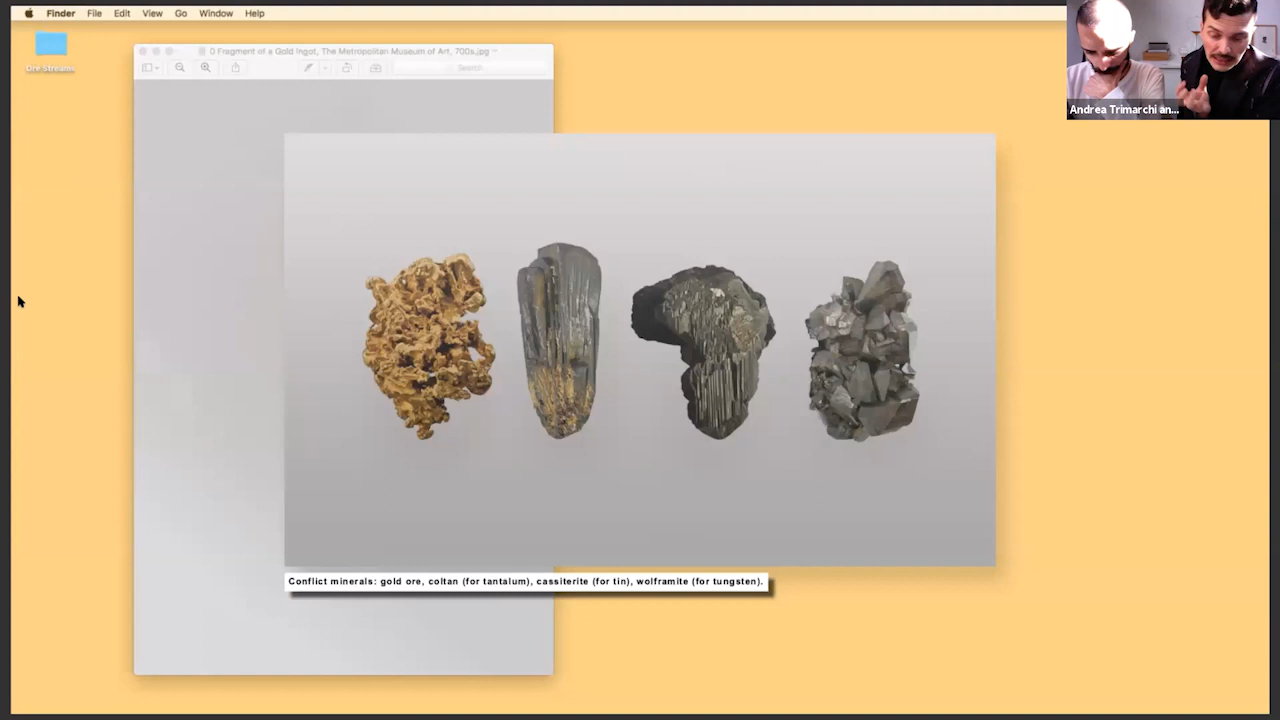 Finder File Edit View Go Window Help
Ore Streams
0 Fragment of a Gold Ingot, The Metropolitan Museum of Art, 700s.jpg
Search
Andrea Trimarchi an...
Conflict minerals: gold ore, coltan (for tantalum), cassiterite (for tin), wolframite (for tungsten).